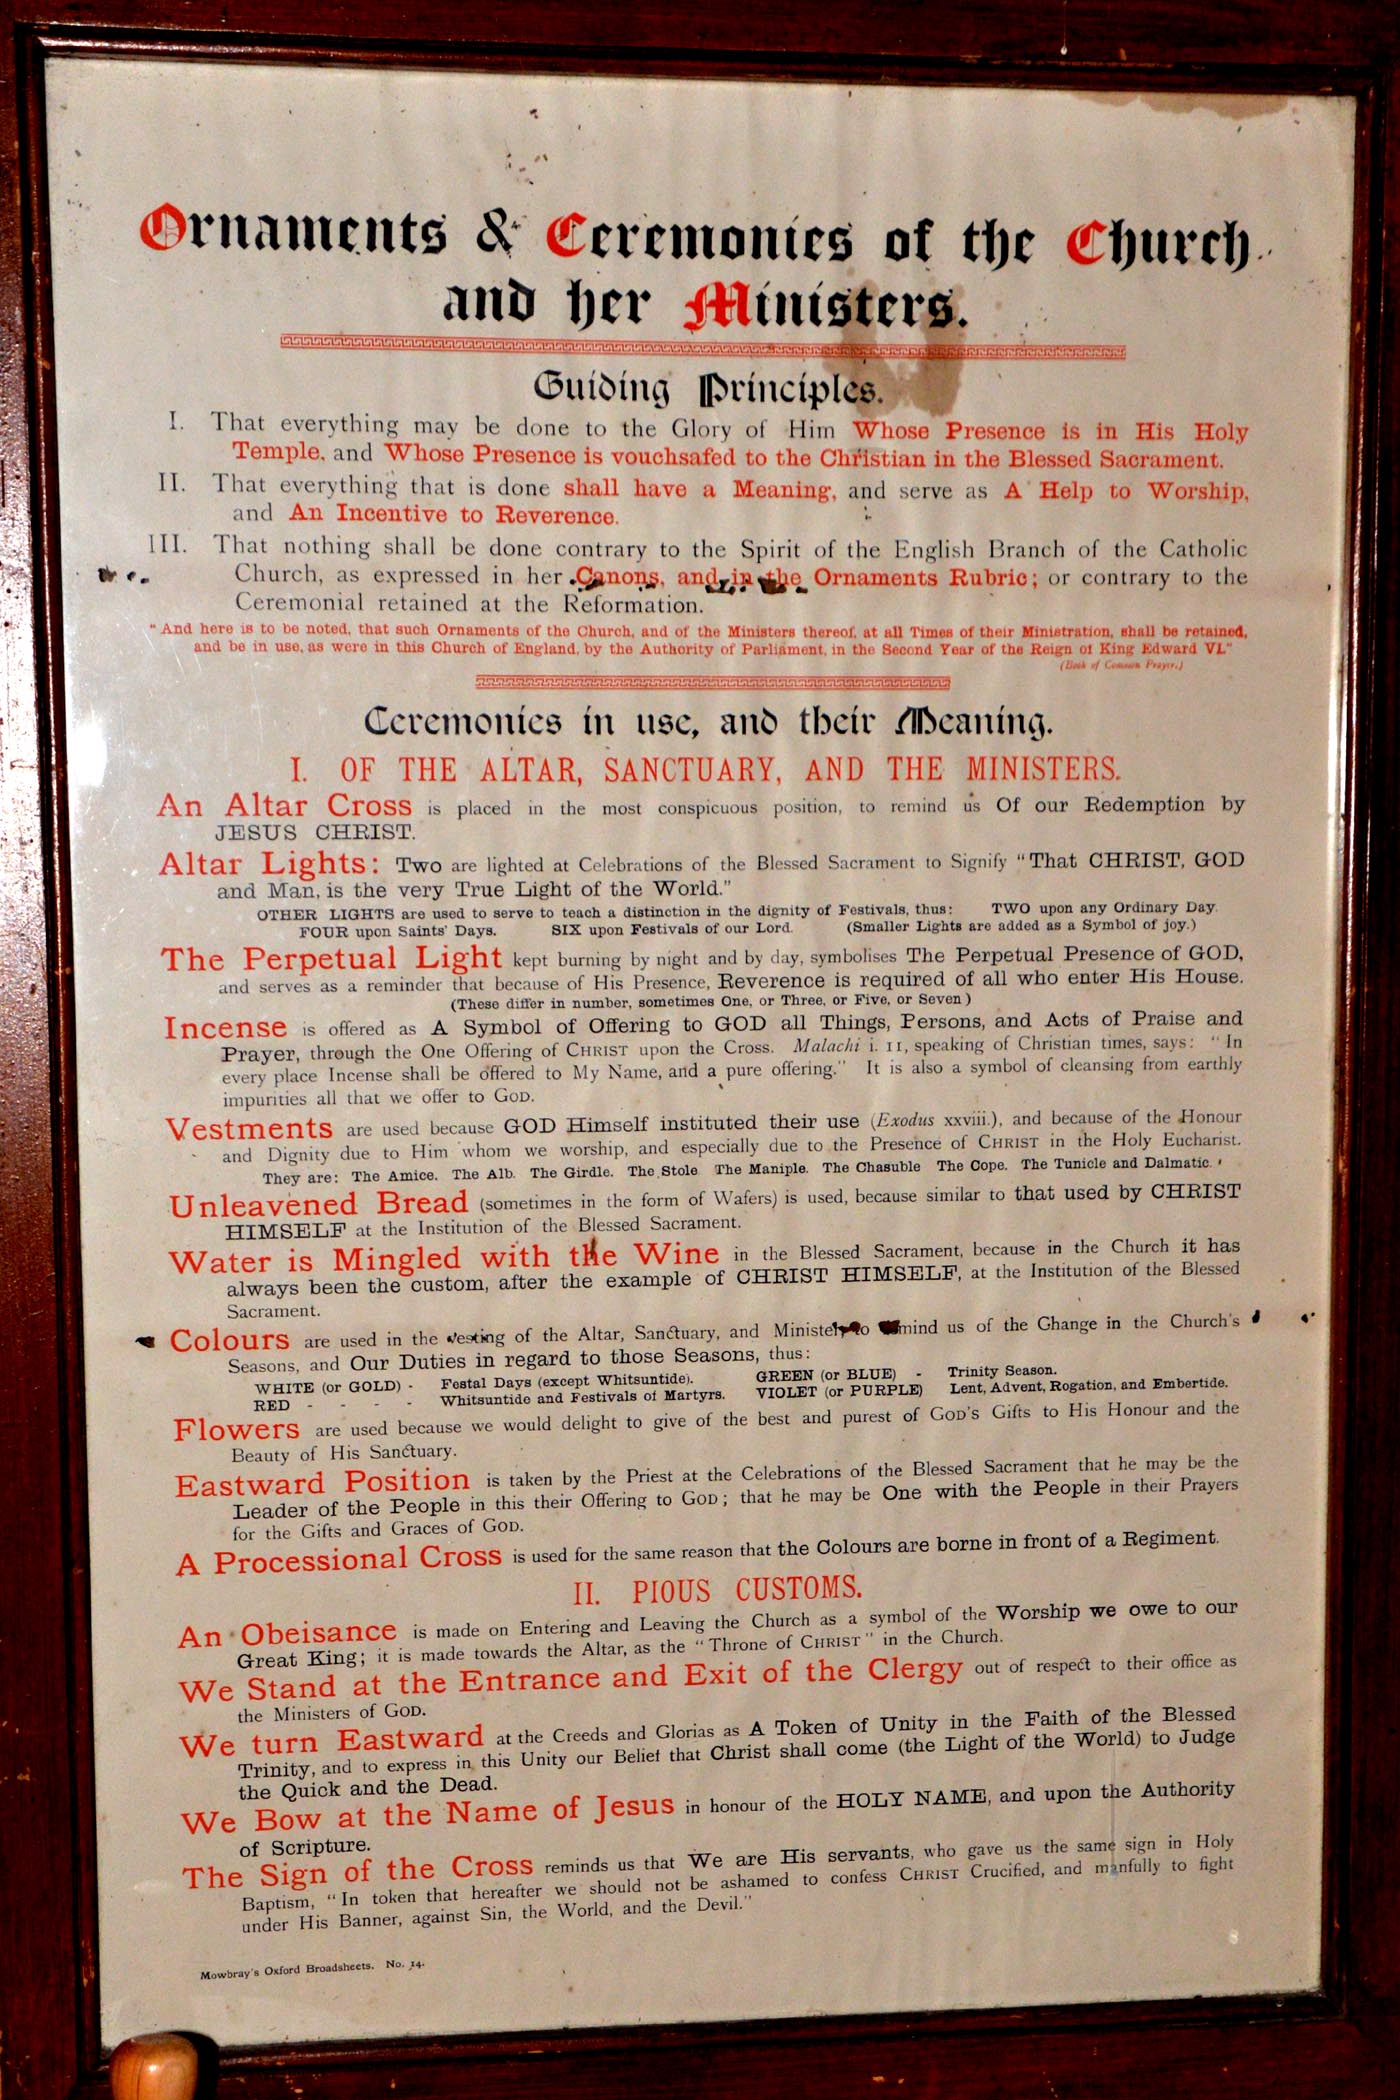 Ornaments & Ceremonies of the Church
and her Ministers.
Guiding Principles.
I. That everything may be done to the Glory of Him Whose Presence is in His Holy
Temple, and Whose Presence is vouchsafed to the Christian in the Blessed Sacrament.
II. That everything that is done shall have a Meaning, and serve as A Help to Worship,
and An Incentive to Reverence.
III. That nothing shall be done contrary to the Spirit of the English Branch of the Catholic
Church, as expressed in her Canons, and in the Ornaments Rubric; or contrary to the
Ceremonial retained at the Reformation.
"And here is to be noted, that such Ornaments of the Church, and of the Ministers thereof, at all Times of their Ministration, shall be retained,
and be in use, as were in this Church of England, by the Authority of Parliament, in the Second Year of the Reign of King Edward VI."
(Book of Common Prayer.)
Ceremonies in use, and their Meaning.
I. OF THE ALTAR, SANCTUARY, AND THE MINISTERS.
An Altar Cross is placed in the most conspicuous position, to remind us Of our Redemption by
JESUS CHRIST.
Altar Lights: Two are lighted at Celebrations of the Blessed Sacrament to Signify "That CHRIST, GOD
and Man, is the very True Light of the World."
OTHER LIGHTS are used to serve to teach a distinction in the dignity of Festivals, thus: TWO upon any Ordinary Day.
FOUR upon Saints' Days. SIX upon Festivals of our Lord. (Smaller Lights are added as a Symbol of joy.)
The Perpetual Light kept burning by night and by day, symbolises The Perpetual Presence of GOD,
and serves as a reminder that because of His Presence, Reverence is required of all who enter His House.
(These differ in number, sometimes One, or Three, or Five, or Seven)
Incense is offered as A Symbol of Offering to GOD all Things, Persons, and Acts of Praise and
Prayer, through the One Offering of CHRIST upon the Cross. Malachi i. 11, speaking of Christian times, says: "In
every place Incense shall be offered to My Name, and a pure offering." It is also a symbol of cleansing from earthly
impurities all that we offer to GOD.
Vestments are used because GOD Himself instituted their use (Exodus xxviii.), and because of the Honour
and Dignity due to Him whom we worship, and especially due to the Presence of CHRIST in the Holy Eucharist.
They are: The Amice. The Alb. The Girdle. The Stole The Maniple. The Chasuble The Cope. The Tunicle and Dalmatic.
Unleavened Bread (sometimes in the form of Wafers) is used, because similar to that used by CHRIST
HIMSELF at the Institution of the Blessed Sacrament.
Water is Mingled with the Wine in the Blessed Sacrament, because in the Church it has
always been the custom, after the example of CHRIST HIMSELF, at the Institution of the Blessed
Sacrament.
Colours are used in the vesting of the Altar, Sanctuary, and Ministers to remind us of the Change in the Church's
Seasons, and Our Duties in regard to those Seasons, thus:
WHITE (or GOLD) - Festal Days (except Whitsuntide). GREEN (or BLUE) - Trinity Season.
RED - - - - Whitsuntide and Festivals of Martyrs. VIOLET (or PURPLE) Lent, Advent, Rogation, and Embertide.
Flowers are used because we would delight to give of the best and purest of GOD'S Gifts to His Honour and the
Beauty of His Sanctuary.
Eastward Position is taken by the Priest at the Celebrations of the Blessed Sacrament that he may be the
Leader of the People in this their Offering to GOD; that he may be One with the People in their Prayers
for the Gifts and Graces of GOD.
A Processional Cross is used for the same reason that the Colours are borne in front of a Regiment.
II. PIOUS CUSTOMS.
An Obeisance is made on Entering and Leaving the Church as a symbol of the Worship we owe to our
Great King; it is made towards the Altar, as the "Throne of CHRIST" in the Church.
We Stand at the Entrance and Exit of the Clergy out of respect to their office as
the Ministers of GOD.
We turn Eastward at the Creeds and Glorias as A Token of Unity in the Faith of the Blessed
Trinity, and to express in this Unity our Belief that Christ shall come (the Light of the World) to Judge
the Quick and the Dead.
We Bow at the Name of Jesus in honour of the HOLY NAME, and upon the Authority
of Scripture.
The Sign of the Cross reminds us that We are His servants, who gave us the same sign in Holy
Baptism, "In token that hereafter we should not be ashamed to confess CHRIST Crucified, and manfully to fight
under His Banner, against Sin, the World, and the Devil."
Mowbray's Oxford Broadsheets. No. 14.